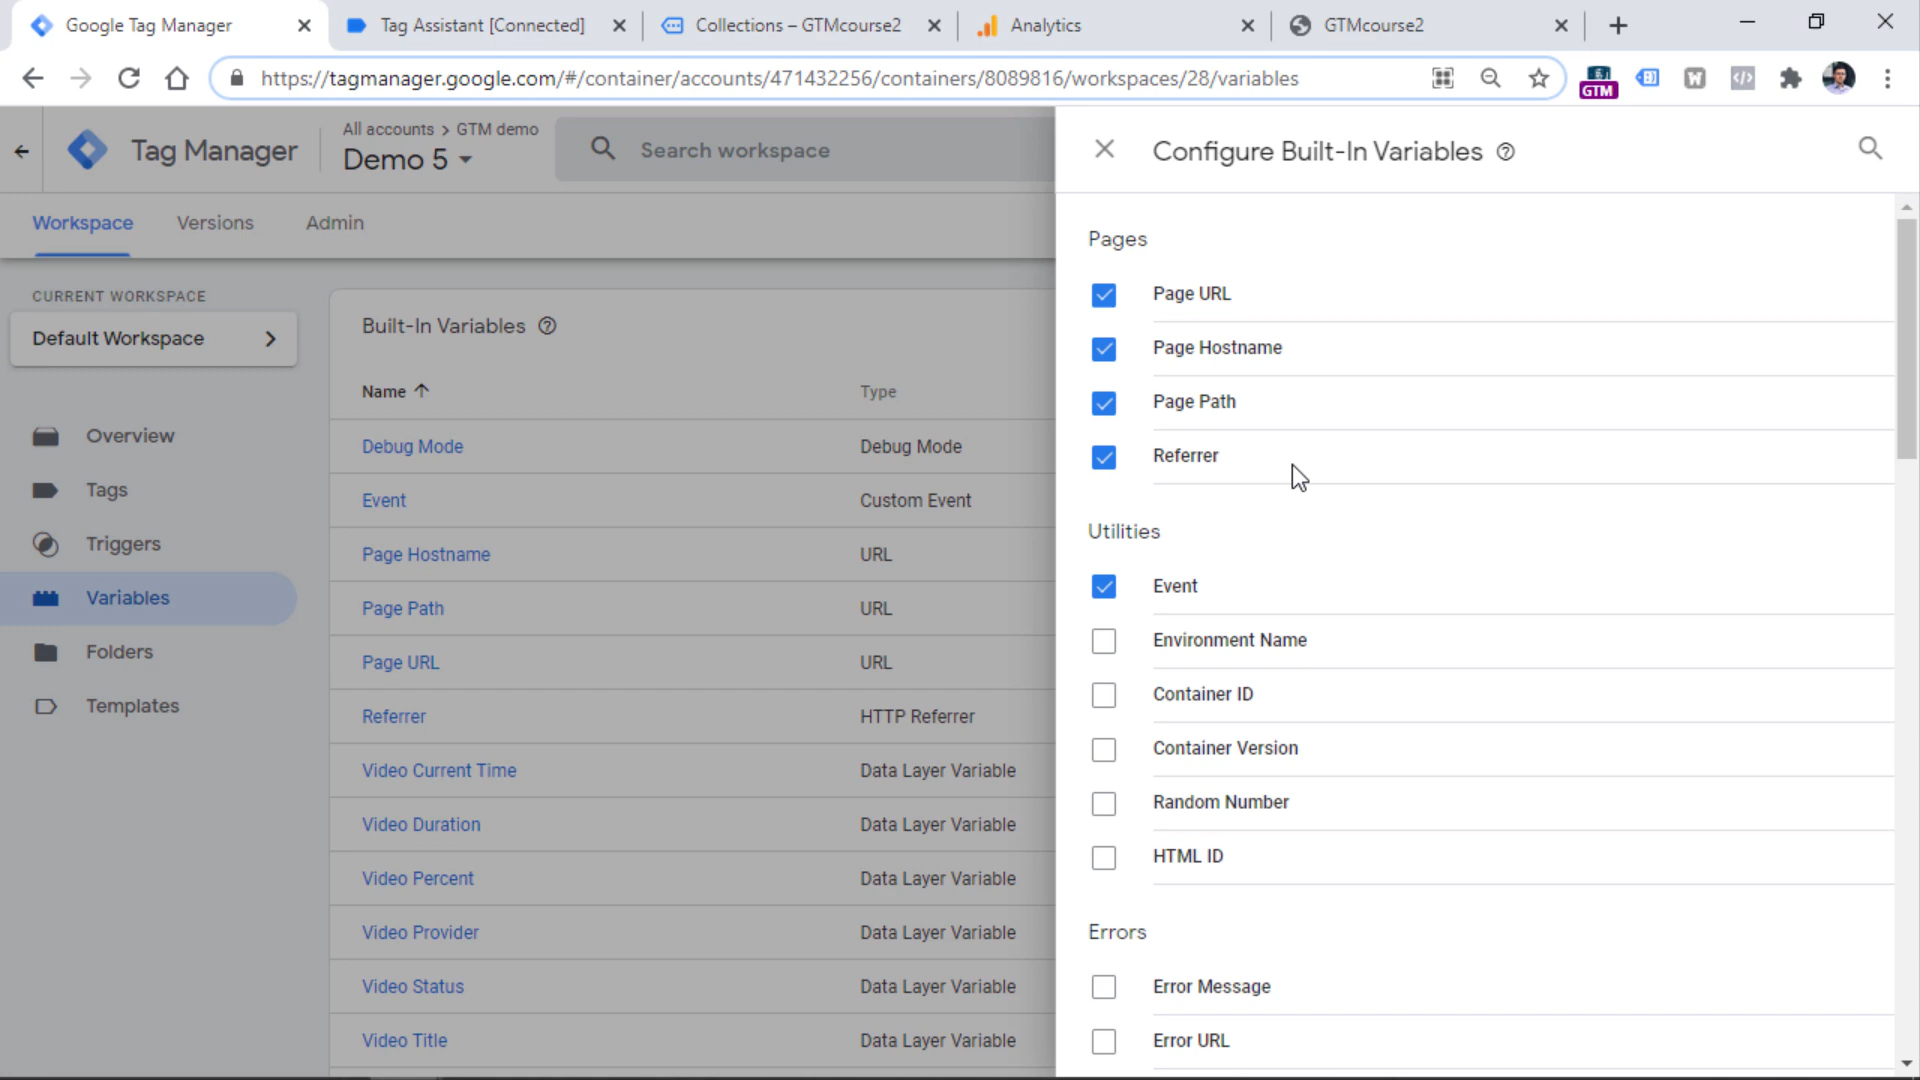 Google Tag Manager
Tag Assistant [Connected]
Collections – GTMcourse2
Analytics
GTMcourse2
https://tagmanager.google.com/#/container/accounts/471432256/containers/8089816/workspaces/28/variables
GTM
W
Tag Manager
All accounts > GTM demo
Demo 5
Search workspace
Workspace
Versions
Admin
CURRENT WORKSPACE
Default Workspace
Overview
Tags
Triggers
Variables
Folders
Templates
Built-In Variables
Name
Type
Debug Mode
Debug Mode
Event
Custom Event
Page Hostname
URL
Page Path
URL
Page URL
URL
Referrer
HTTP Referrer
Video Current Time
Data Layer Variable
Video Duration
Data Layer Variable
Video Percent
Data Layer Variable
Video Provider
Data Layer Variable
Video Status
Data Layer Variable
Video Title
Data Layer Variable
Configure Built-In Variables
Pages
Page URL
Page Hostname
Page Path
Referrer
Utilities
Event
Environment Name
Container ID
Container Version
Random Number
HTML ID
Errors
Error Message
Error URL